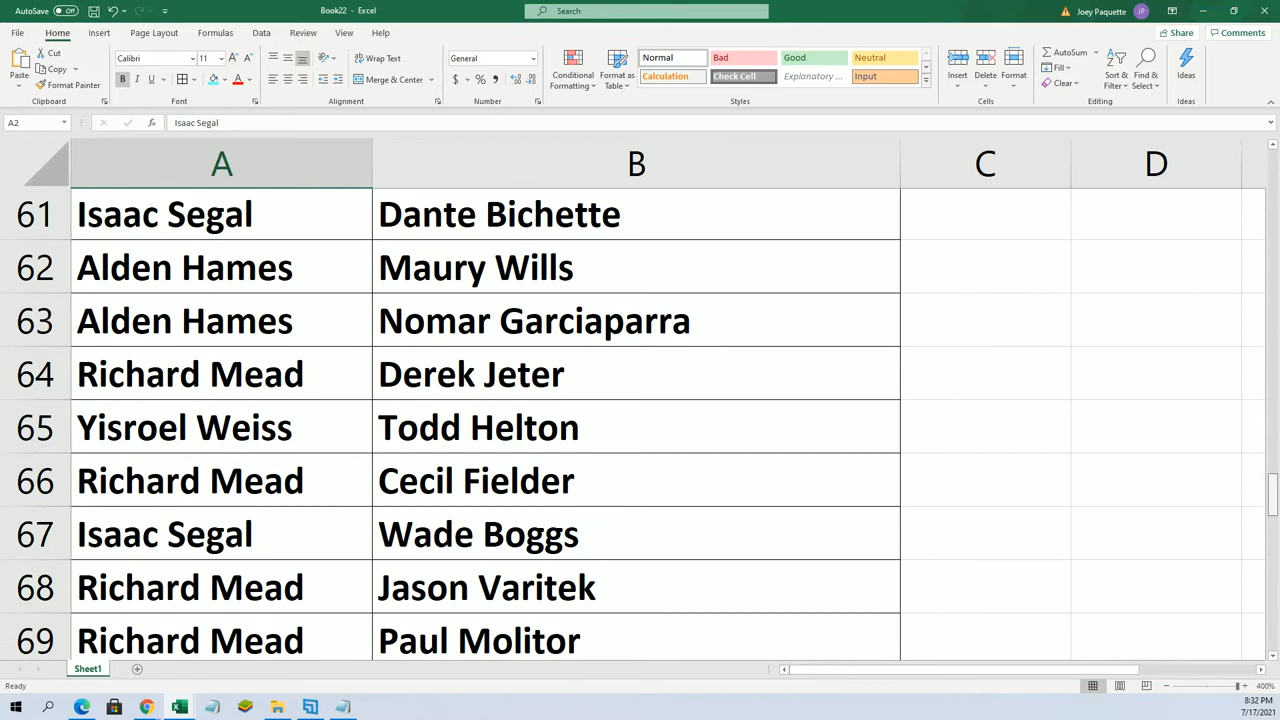 AutoSave Off Book22 - Excel Search Joey Paquette JP
File Home Insert Page Layout Formulas Data Review View Help Share Comments
Paste Cut Copy Format Painter Clipboard
Calibri 11 B I U Font
Wrap Text Merge & Center Alignment
General $ % Number
Conditional Formatting Format as Table
Normal Bad Good Neutral
Calculation Check Cell Explanatory ... Input
Styles
Insert Delete Format Cells
AutoSum Fill Clear Sort & Filter Find & Select Editing
Ideas Ideas
A2 fx Isaac Segal
A B C D
61 Isaac Segal Dante Bichette
62 Alden Hames Maury Wills
63 Alden Hames Nomar Garciaparra
64 Richard Mead Derek Jeter
65 Yisroel Weiss Todd Helton
66 Richard Mead Cecil Fielder
67 Isaac Segal Wade Boggs
68 Richard Mead Jason Varitek
69 Richard Mead Paul Molitor
Sheet1
Ready 400%
8:32 PM
7/17/2021